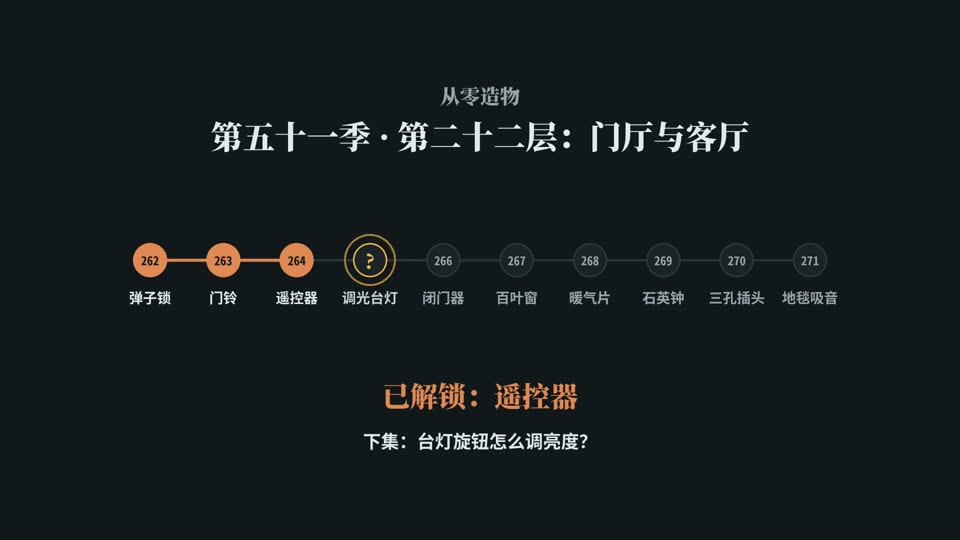 从零造物
第五十一季 · 第二十二层：门厅与客厅
262 263 264 ? 266 267 268 269 270 271
弹子锁 门铃 遥控器 调光台灯 闭门器 百叶窗 暖气片 石英钟 三孔插头 地毯吸音
已解锁：遥控器
下集：台灯旋钮怎么调亮度？